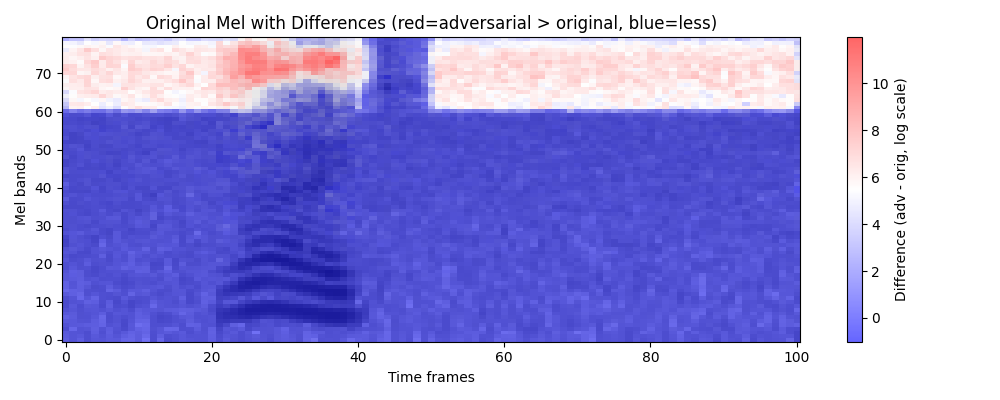 Original Mel with Differences (red=adversarial > original, blue=less)
Mel bands
70
60
50
40
30
20
10
0
0 20 40 60 80 100
Time frames
10
8
6
4
2
0
Difference (adv - orig, log scale)